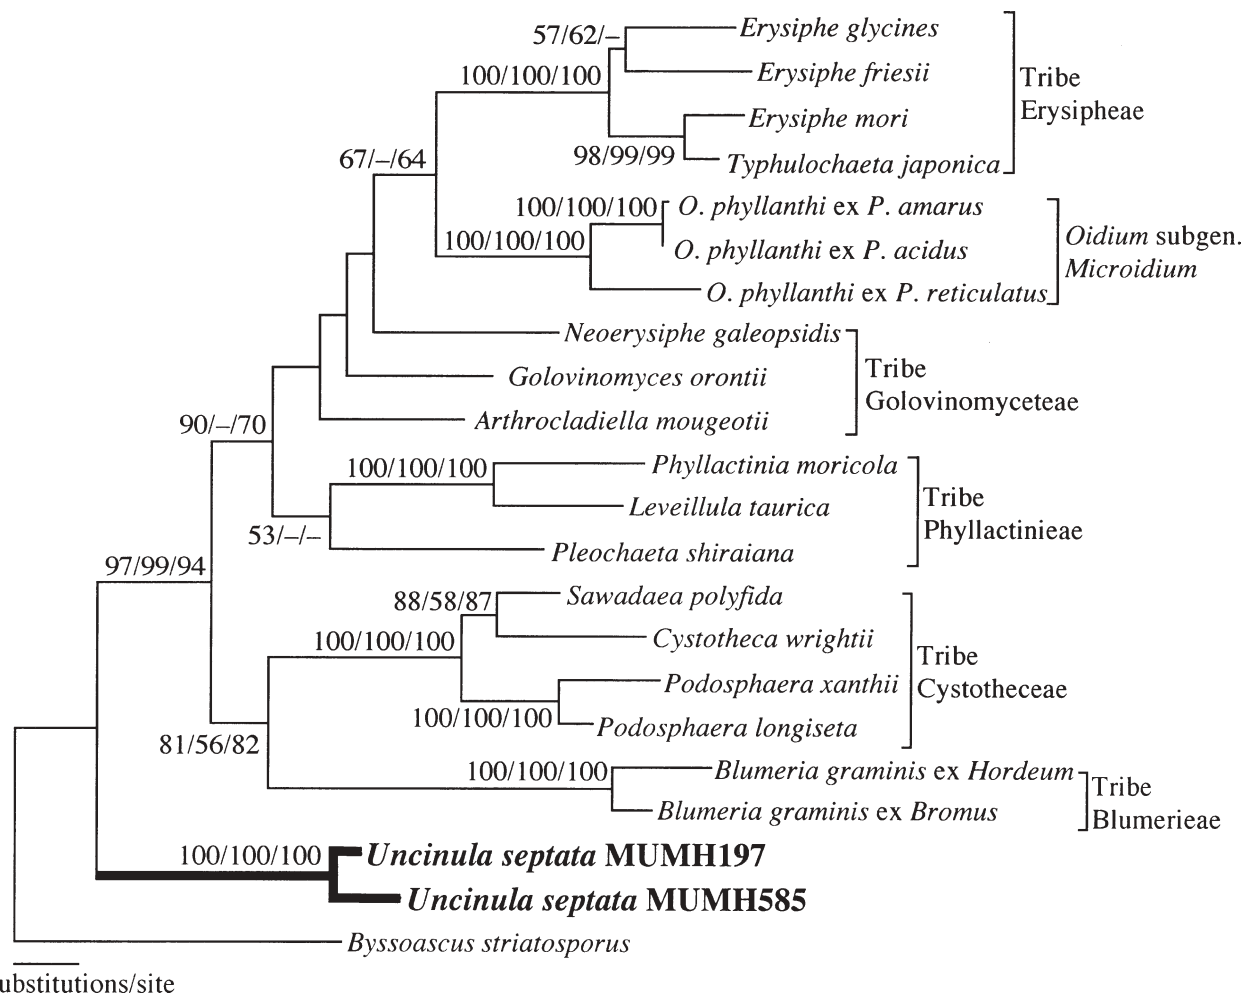 57/62/–
Erysiphe glycines
100/100/100
Erysiphe friesii
Tribe
Erysipheae
Erysiphe mori
98/99/99
Typhulochaeta japonica
67/–/64
100/100/100
O. phyllanthi ex P. amarus
100/100/100
O. phyllanthi ex P. acidus
Oidium subgen.
Microidium
O. phyllanthi ex P. reticulatus
Neoerysiphe galeopsidis
Golovinomyces orontii
Tribe
Golovinomyceteae
Arthrocladiella mougeotii
90/–/70
100/100/100
Phyllactinia moricola
Leveillula taurica
Tribe
Phyllactinieae
53/–/–
Pleochaeta shiraiana
97/99/94
88/58/87
Sawadaea polyfida
100/100/100
Cystotheca wrightii
Tribe
Cystotheceae
Podosphaera xanthii
100/100/100
Podosphaera longiseta
81/56/82
100/100/100
Blumeria graminis ex Hordeum
Tribe
Blumerieae
Blumeria graminis ex Bromus
100/100/100
Uncinula septata MUMH197
Uncinula septata MUMH585
Byssoascus striatosporus
ubstitutions/site